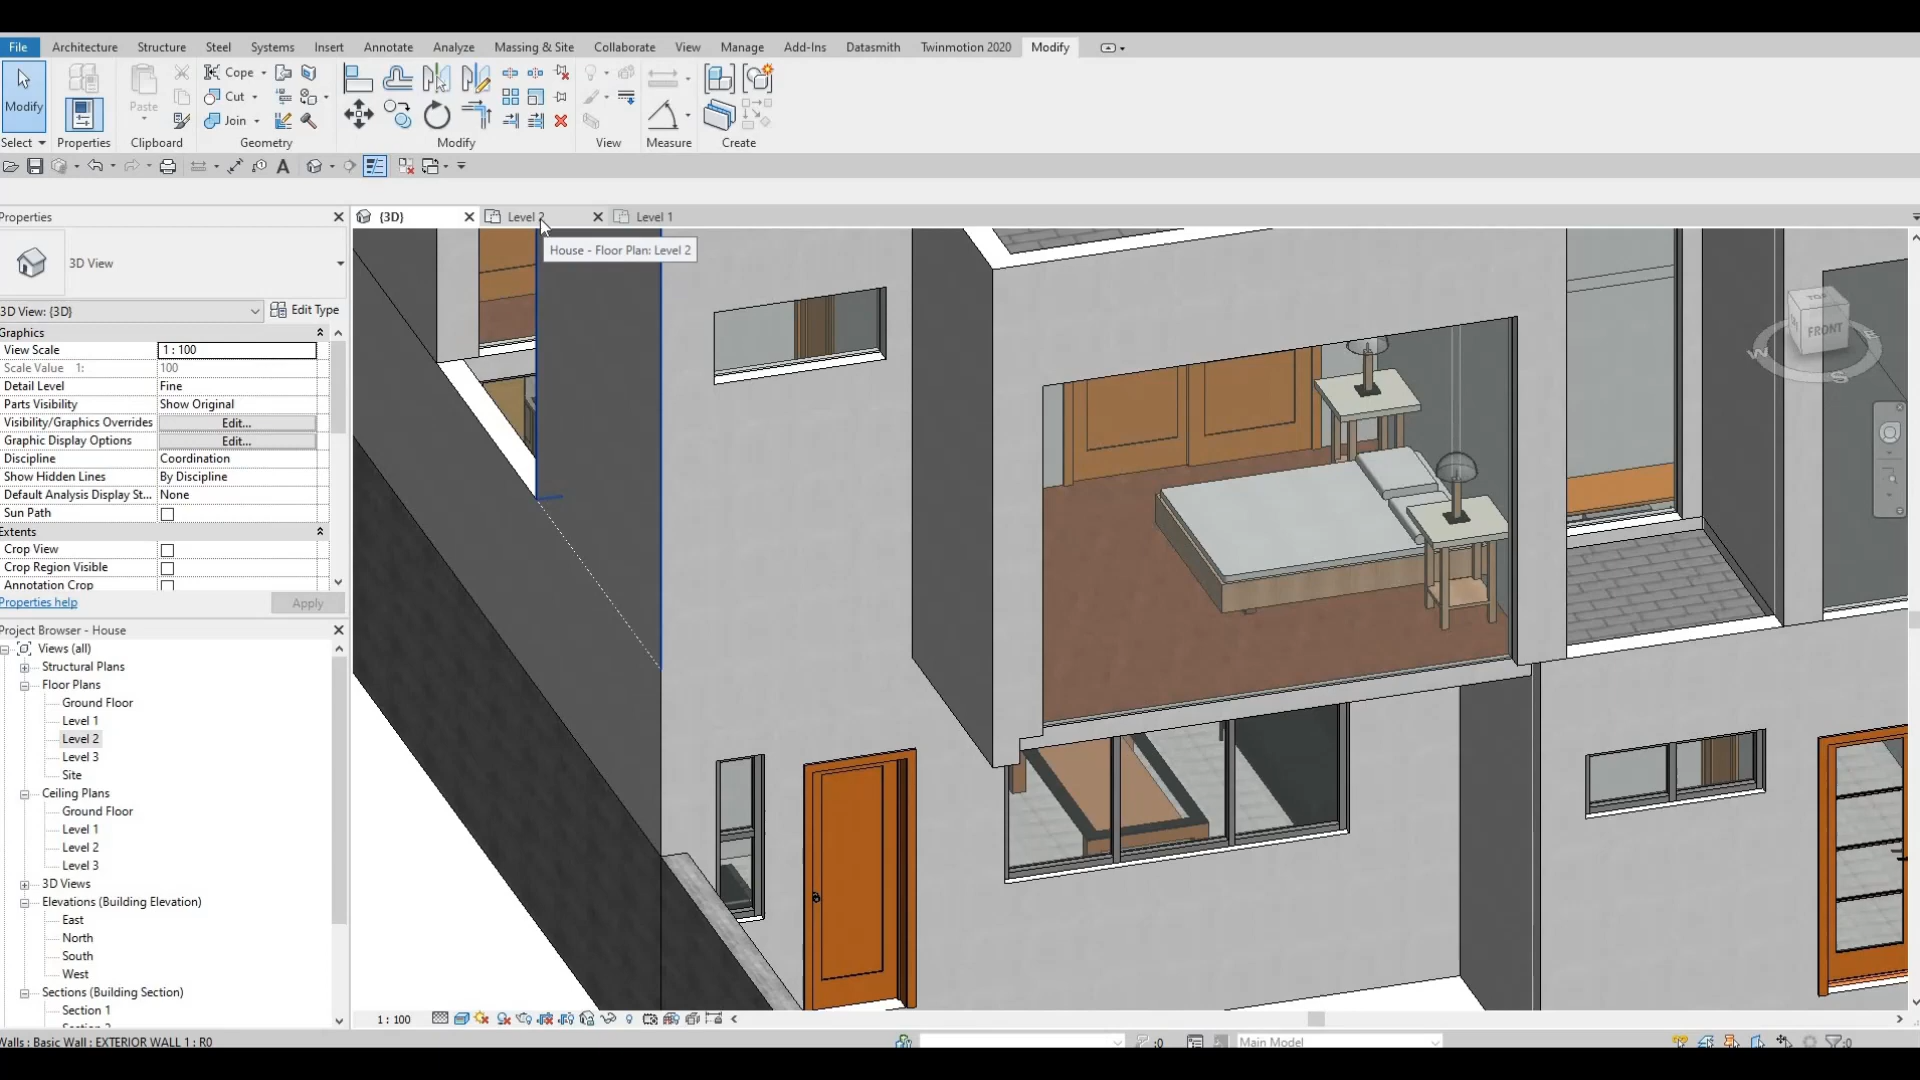 File Architecture Structure Steel Systems Insert Annotate Analyze Massing & Site Collaborate View Manage Add-Ins Datasmith Twinmotion 2020 Modify
Modify Paste Cope Cut Join
Select Properties Clipboard Geometry Modify View Measure Create
Properties {3D} Level 2 Level 1
House - Floor Plan: Level 2
3D View
3D View: {3D} Edit Type
Graphics
View Scale 1 : 100
Scale Value 1: 100
Detail Level Fine
Parts Visibility Show Original
Visibility/Graphics Overrides Edit...
Graphic Display Options Edit...
Discipline Coordination
Show Hidden Lines By Discipline
Default Analysis Display St... None
Sun Path
Extents
Crop View
Crop Region Visible
Annotation Crop
Properties help Apply
Project Browser - House
Views (all)
Structural Plans
Floor Plans
Ground Floor
Level 1
Level 2
Level 3
Site
Ceiling Plans
Ground Floor
Level 1
Level 2
Level 3
3D Views
Elevations (Building Elevation)
East
North
South
West
Sections (Building Section)
Section 1
TOP
FRONT
W
S
E
1 : 100
Walls : Basic Wall : EXTERIOR WALL 1 : R0 :0 Main Model :0